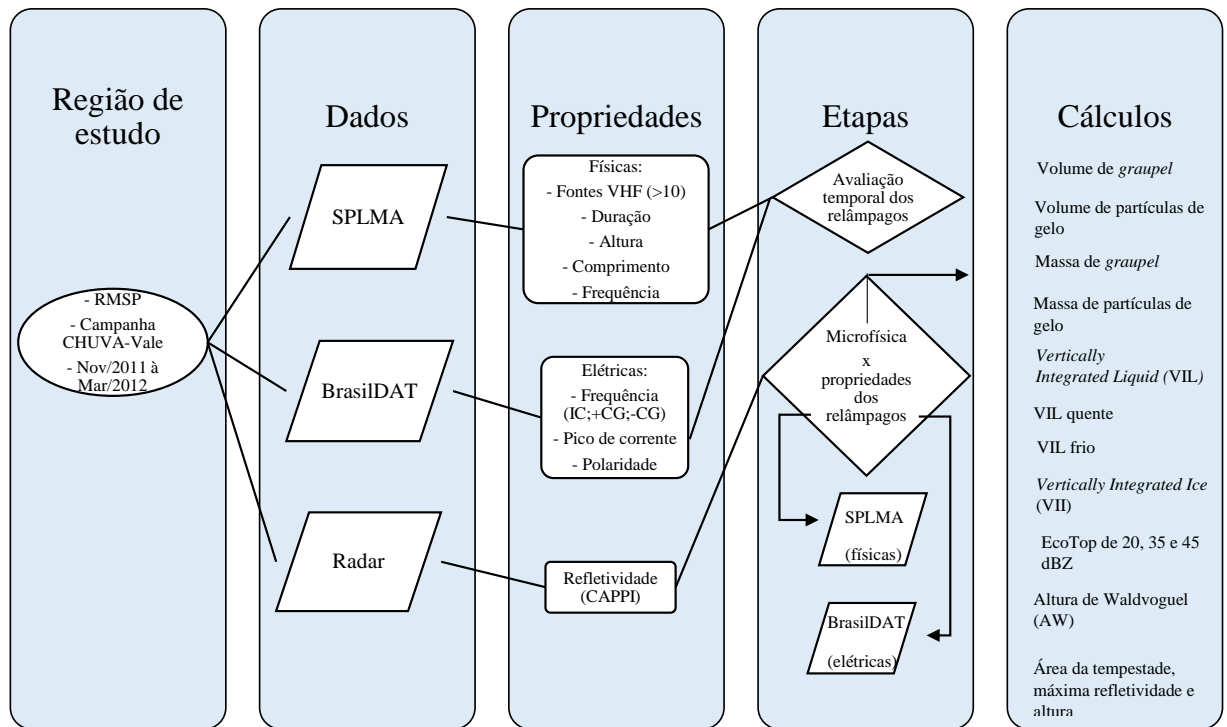 Região de
estudo
- RMSP
- Campanha
CHUVA-Vale
- Nov/2011 à
Mar/2012
Dados
SPLMA
BrasilDAT
Radar
Propriedades
Físicas:
- Fontes VHF (>10)
- Duração
- Altura
- Comprimento
- Frequência
Elétricas:
- Frequência
(IC;+CG;-CG)
- Pico de corrente
- Polaridade
Refletividade
(CAPPI)
Etapas
Avaliação
temporal dos
relâmpagos
Microfísica
x
propriedades
dos
relâmpagos
SPLMA
(físicas)
BrasilDAT
(elétricas)
Cálculos
Volume de graupel
Volume de partículas de
gelo
Massa de graupel
Massa de partículas de
gelo
Vertically
Integrated Liquid (VIL)
VIL quente
VIL frio
Vertically Integrated Ice
(VII)
EcoTop de 20, 35 e 45
dBZ
Altura de Waldvoguel
(AW)
Área da tempestade,
máxima refletividade e
altura